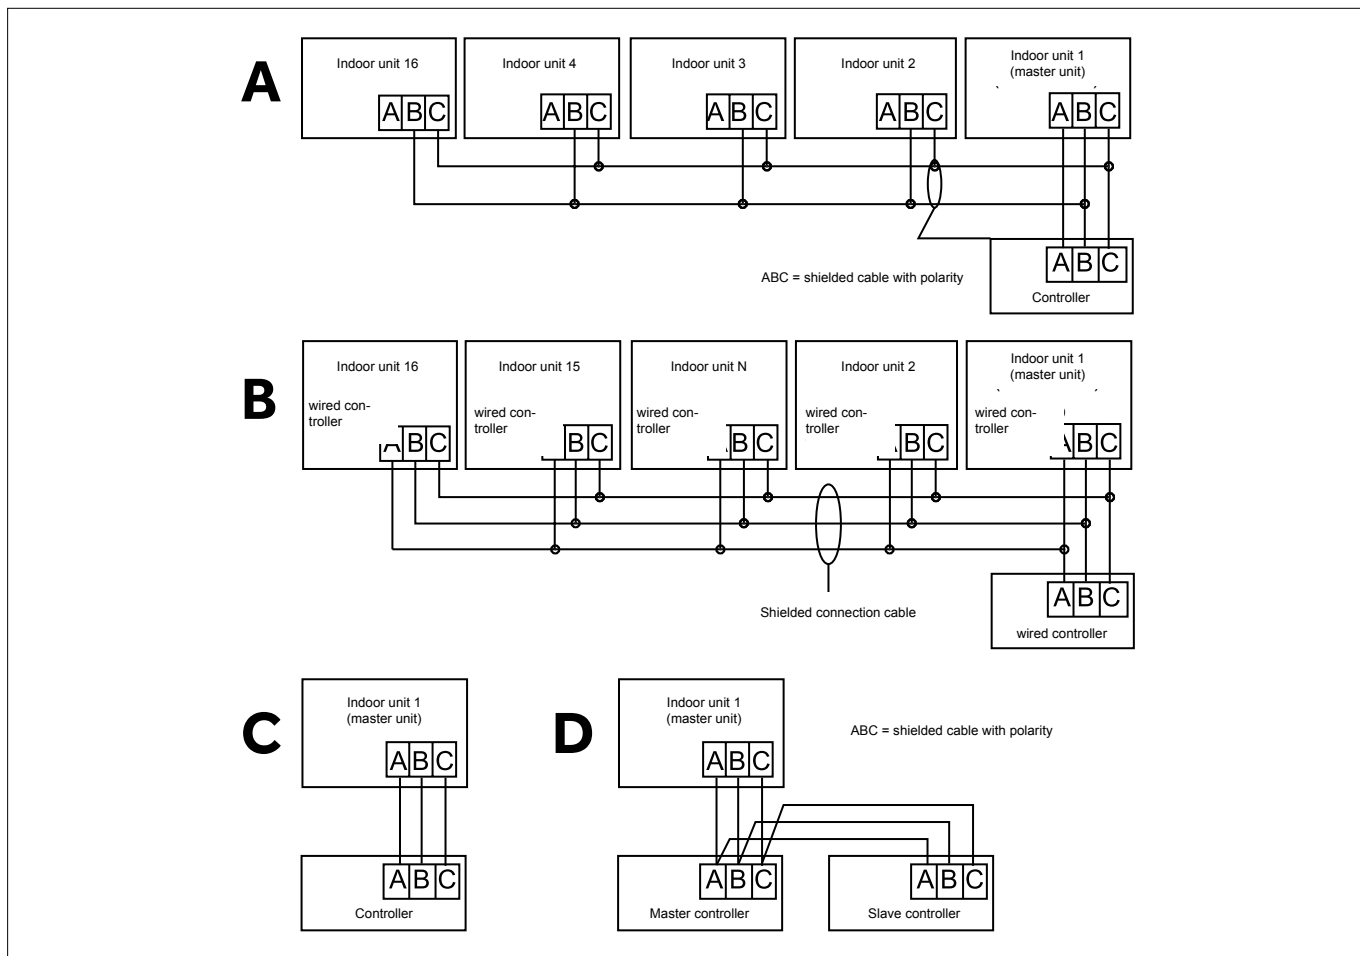 A
Indoor unit 16
Indoor unit 4
Indoor unit 3
Indoor unit 2
Indoor unit 1
(master unit)
A B C
A B C
A B C
A B C
A B C
A B C
ABC = shielded cable with polarity
Controller
B
Indoor unit 16
Indoor unit 15
Indoor unit N
Indoor unit 2
Indoor unit 1
(master unit)
wired con-
troller
wired con-
troller
wired con-
troller
wired con-
troller
wired con-
troller
B C
B C
B C
B C
B C
Shielded connection cable
A B C
wired controller
C
Indoor unit 1
(master unit)
A B C
A B C
Controller
D
Indoor unit 1
(master unit)
A B C
ABC = shielded cable with polarity
A B C
Master controller
A B C
Slave controller